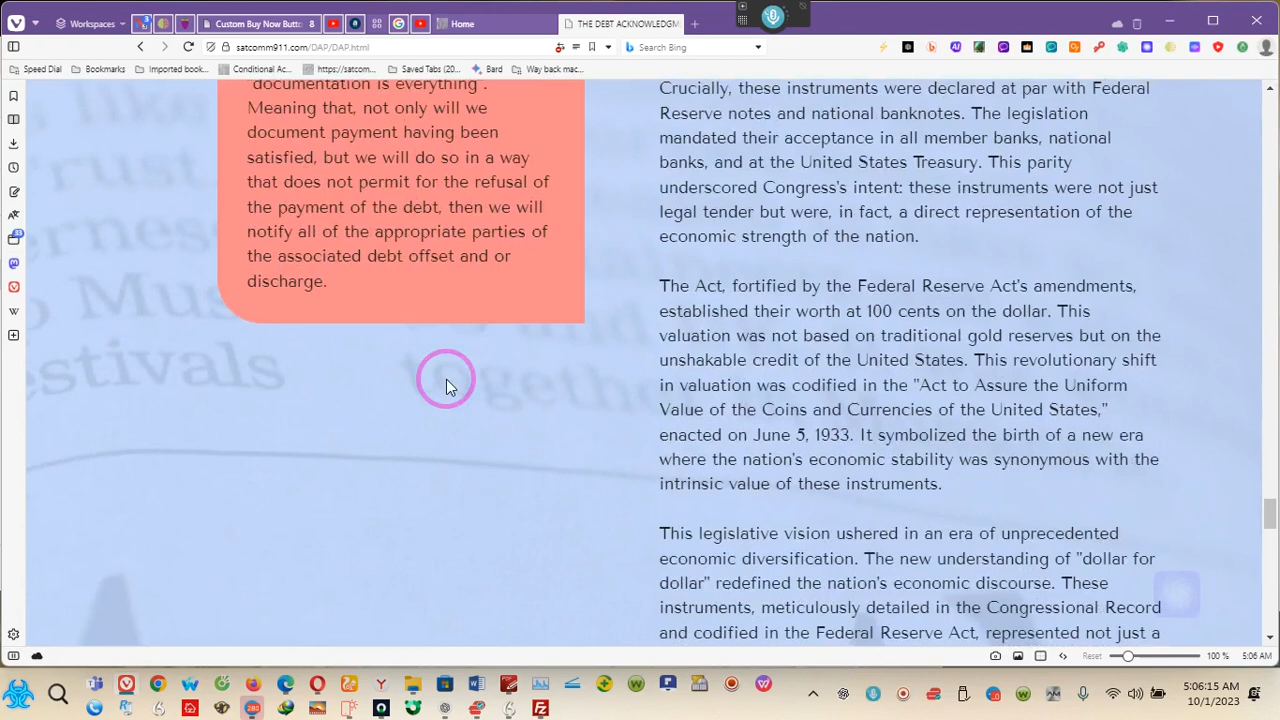 Workspaces
3
Custom Buy Now Butto
8
Home
THE DEBT ACKNOWLEDGM
satcomm911.com/DAP/DAP.html
Search Bing
Speed Dial
Bookmarks
Imported book...
Conditional Ac...
https://satcom...
Saved Tabs (20...
Bard
Way back mac...
"documentation is everything".
Meaning that, not only will we
document payment having been
satisfied, but we will do so in a way
that does not permit for the refusal of
the payment of the debt, then we will
notify all of the appropriate parties of
the associated debt offset and or
discharge.
Crucially, these instruments were declared at par with Federal
Reserve notes and national banknotes. The legislation
mandated their acceptance in all member banks, national
banks, and at the United States Treasury. This parity
underscored Congress's intent: these instruments were not just
legal tender but were, in fact, a direct representation of the
economic strength of the nation.
The Act, fortified by the Federal Reserve Act's amendments,
established their worth at 100 cents on the dollar. This
valuation was not based on traditional gold reserves but on the
unshakable credit of the United States. This revolutionary shift
in valuation was codified in the "Act to Assure the Uniform
Value of the Coins and Currencies of the United States,"
enacted on June 5, 1933. It symbolized the birth of a new era
where the nation's economic stability was synonymous with the
intrinsic value of these instruments.
This legislative vision ushered in an era of unprecedented
economic diversification. The new understanding of "dollar for
dollar" redefined the nation's economic discourse. These
instruments, meticulously detailed in the Congressional Record
and codified in the Federal Reserve Act, represented not just a
estivals
together
Reset
100 %
5:06 AM
5:06:15 AM
10/1/2023